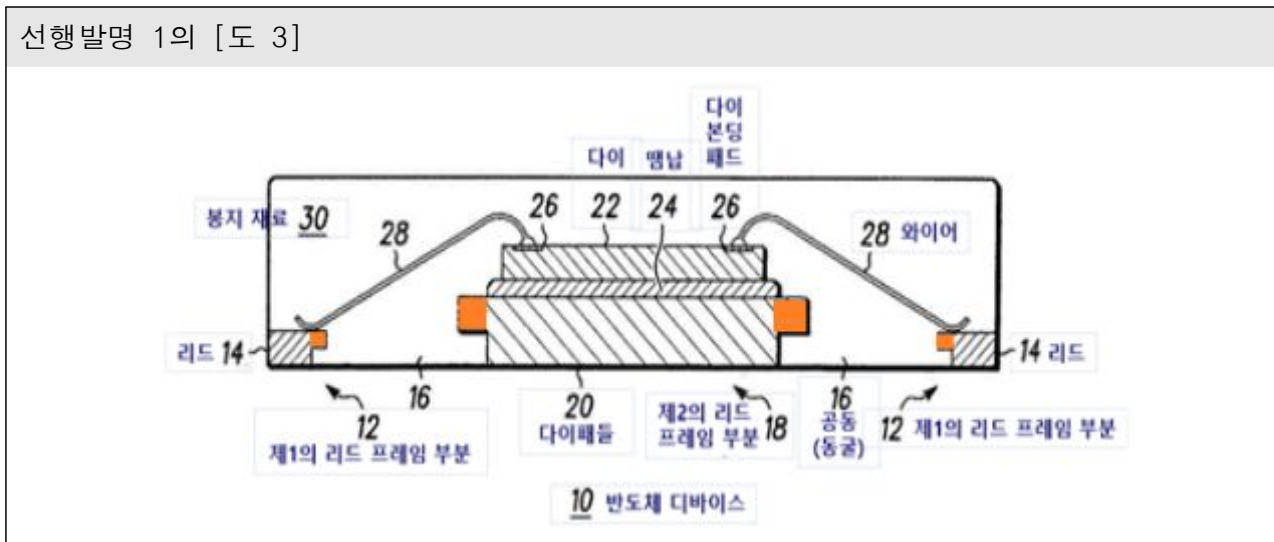 선행발명 1의 [도 3]
다이
본딩
패드
다이 땜납
26 22 24 26
봉지 재료 30
28
28 와이어
리드 14
14 리드
16
16
12
제1의 리드 프레임 부분
20
다이패들
제2의 리드
프레임 부분 18
공동
(동굴)
12 제1의 리드 프레임 부분
10 반도체 디바이스